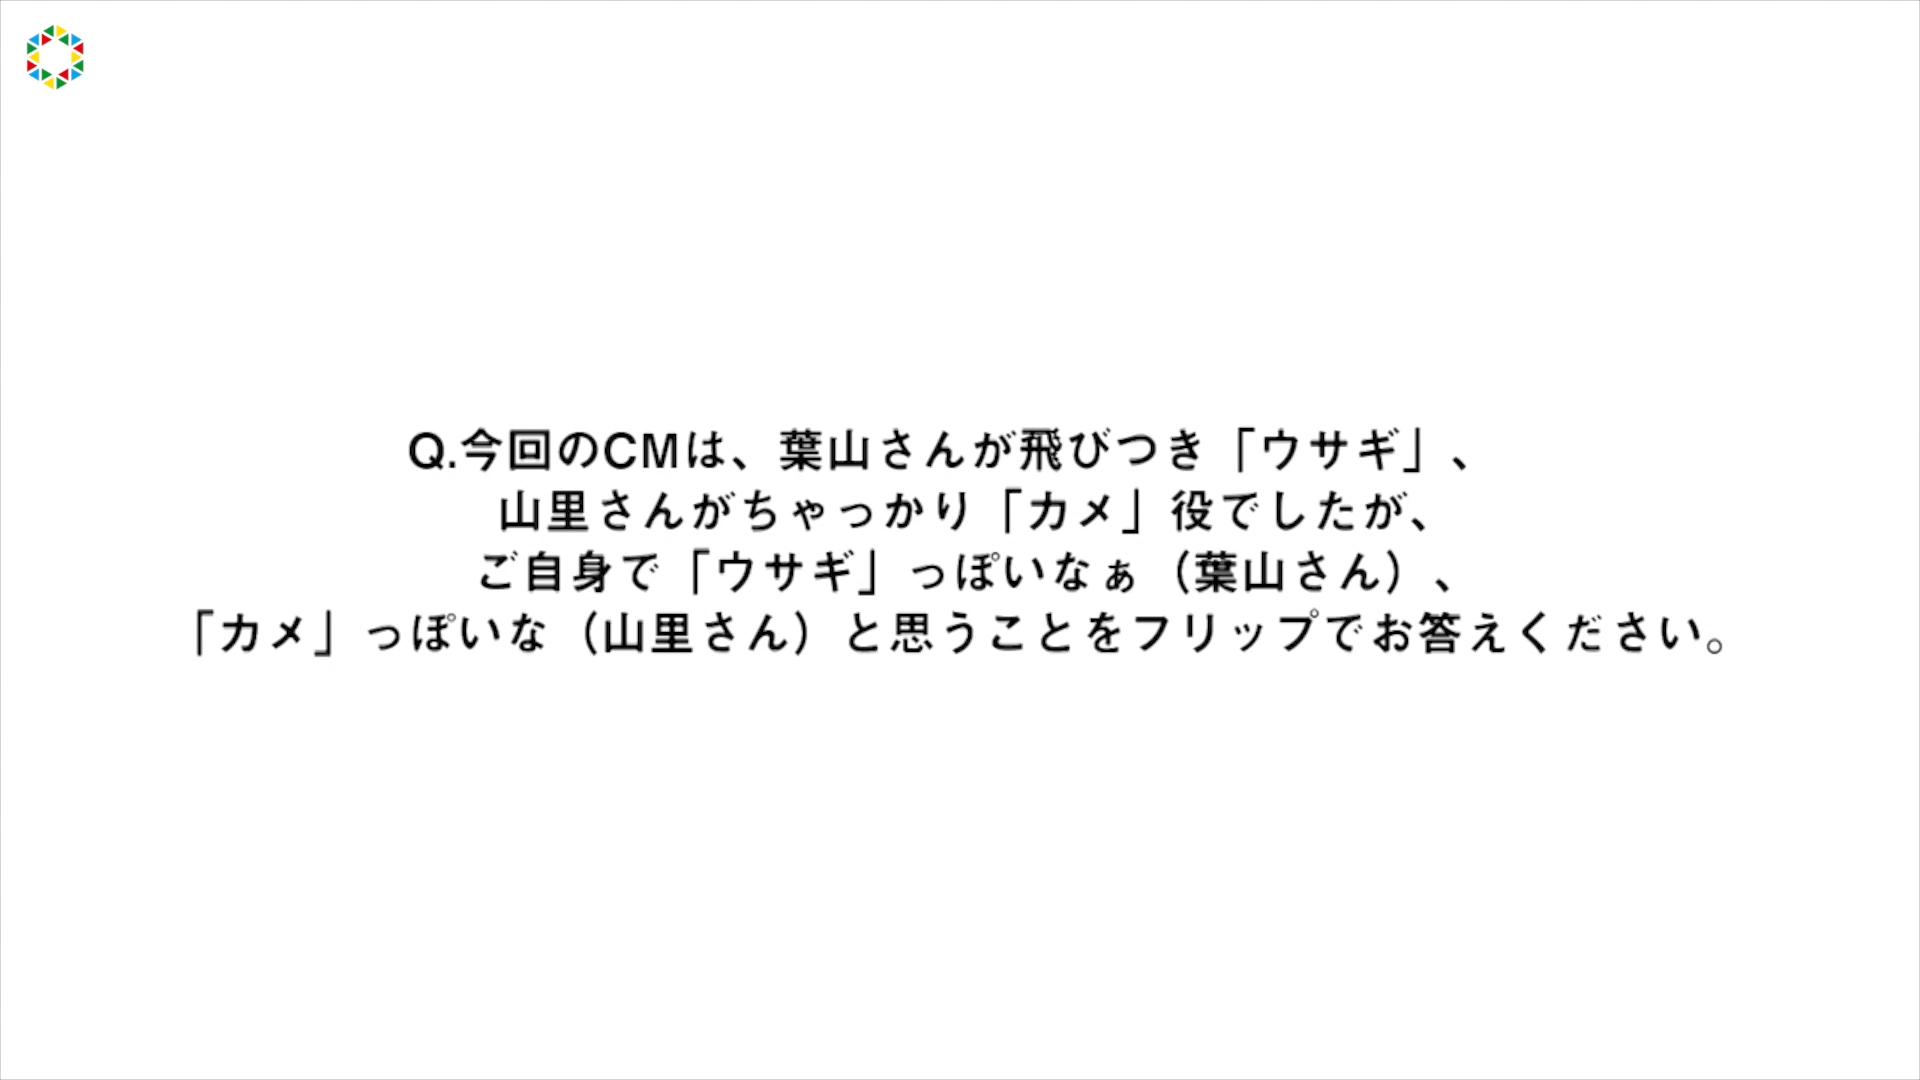 Q.今回のCMは、葉山さんが飛びつき「ウサギ」、
山里さんがちゃっかり「カメ」役でしたが、
ご自身で「ウサギ」っぽいなぁ（葉山さん）、
「カメ」っぽいな（山里さん）と思うことをフリップでお答えください。